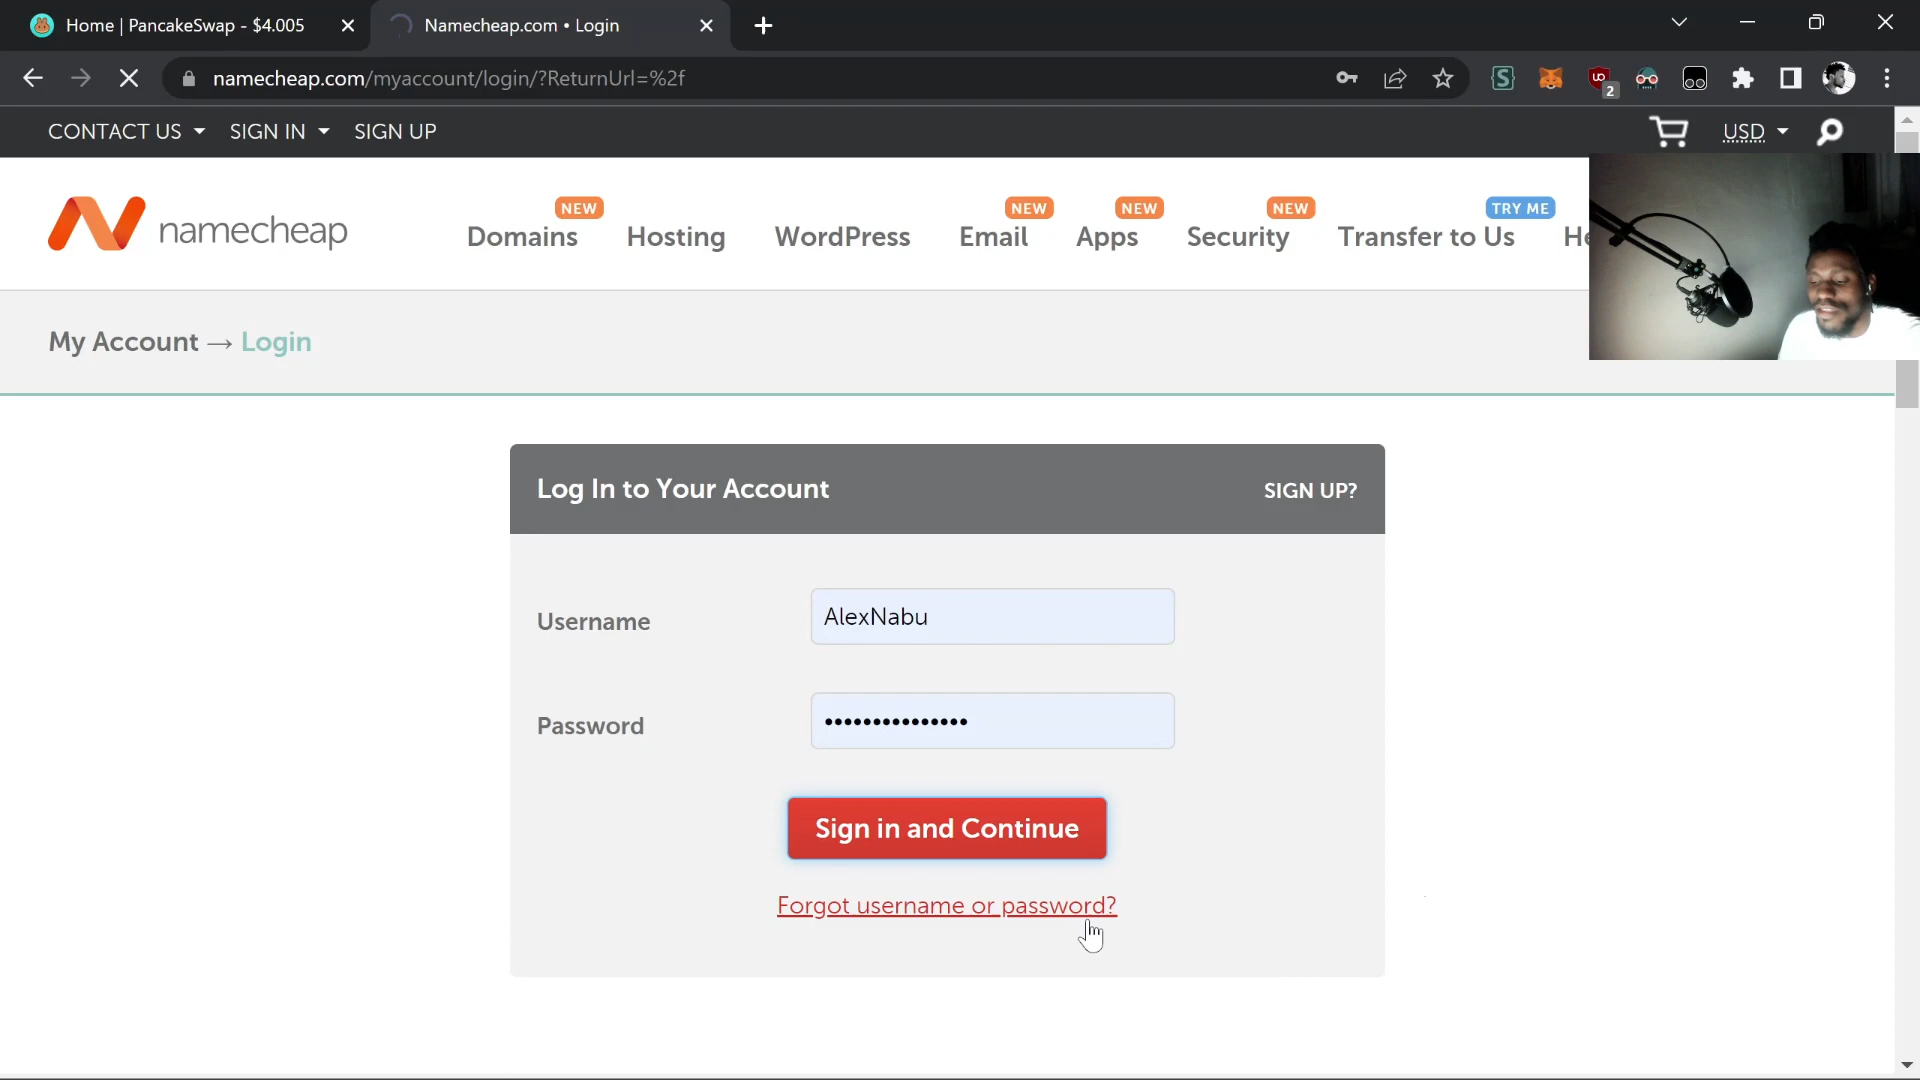 Home | PancakeSwap - $4.005
Namecheap.com • Login
namecheap.com/myaccount/login/?ReturnUrl=%2f
2
CONTACT US
SIGN IN
SIGN UP
USD
namecheap
Domains NEW
Hosting
WordPress
Email NEW
Apps NEW
Security NEW
Transfer to Us TRY ME
My Account → Login
Log In to Your Account
SIGN UP?
Username
AlexNabu
Password
•••••••••••••••
Sign in and Continue
Forgot username or password?